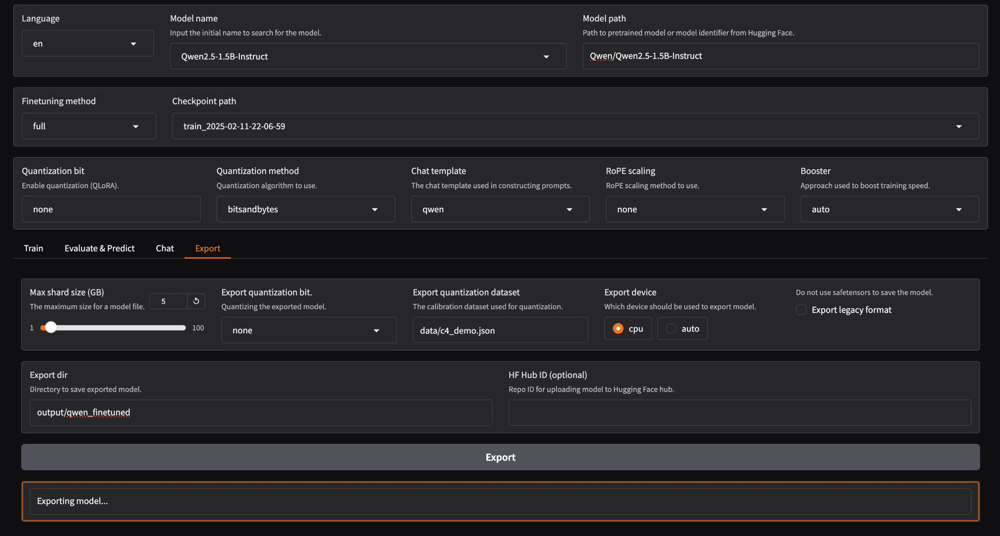 Language
en
Model name
Input the initial name to search for the model.
Qwen2.5-1.5B-Instruct
Model path
Path to pretrained model or model identifier from Hugging Face.
Qwen/Qwen2.5-1.5B-Instruct
Finetuning method
full
Checkpoint path
train_2025-02-11-22-06-59
Quantization bit
Enable quantization (QLoRA).
none
Quantization method
Quantization algorithm to use.
bitsandbytes
Chat template
The chat template used in constructing prompts.
qwen
RoPE scaling
RoPE scaling method to use.
none
Booster
Approach used to boost training speed.
auto
Train Evaluate & Predict Chat Export
Max shard size (GB)
The maximum size for a model file.
5
1
100
Export quantization bit.
Quantizing the exported model.
none
Export quantization dataset
The calibration dataset used for quantization.
data/c4_demo.json
Export device
Which device should be used to export model.
cpu auto
Do not use safetensors to save the model.
Export legacy format
Export dir
Directory to save exported model.
output/qwen_finetuned
HF Hub ID (optional)
Repo ID for uploading model to Hugging Face hub.
Export
Exporting model...